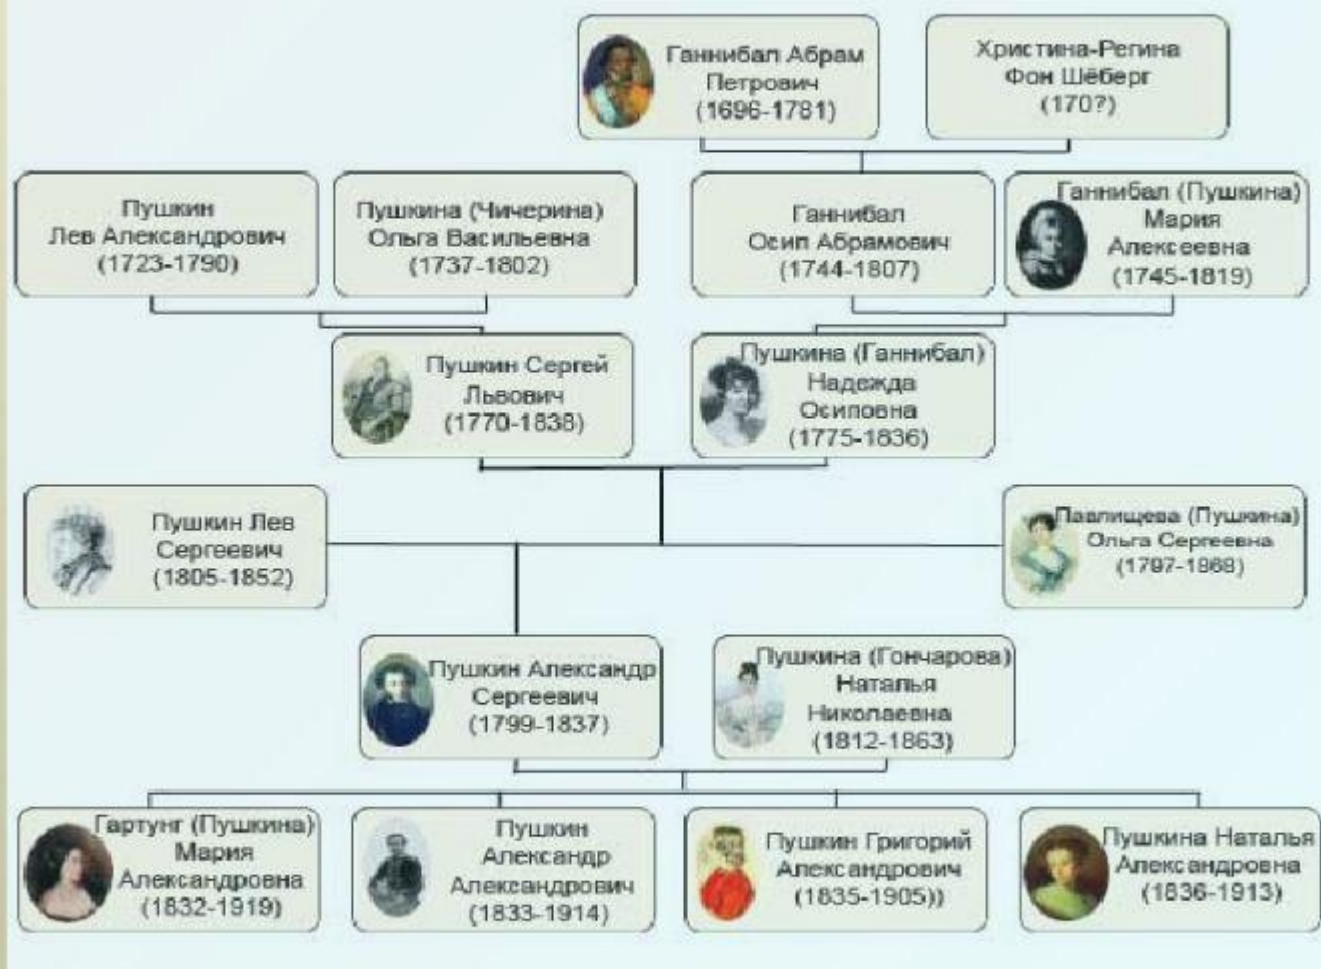 Ганнибал Абрам
Петрович
(1696-1781)
Христина-Регина
Фон Шёберг
(170?)
Пушкин
Лев Александрович
(1723-1790)
Пушкина (Чичерина)
Ольга Васильевна
(1737-1802)
Ганнибал
Осип Абрамович
(1744-1807)
Ганнибал (Пушкина)
Мария
Алексеевна
(1745-1819)
Пушкин Сергей
Львович
(1770-1838)
Пушкина (Ганнибал)
Надежда
Осиповна
(1775-1836)
Пушкин Лев
Сергеевич
(1805-1852)
Павлищева (Пушкина)
Ольга Сергеевна
(1797-1868)
Пушкин Александр
Сергеевич
(1799-1837)
Пушкина (Гончарова)
Наталья
Николаевна
(1812-1863)
Гартунг (Пушкина)
Мария
Александровна
(1832-1919)
Пушкин
Александр
Александрович
(1833-1914)
Пушкин Григорий
Александрович
(1835-1905))
Пушкина Наталья
Александровна
(1836-1913)